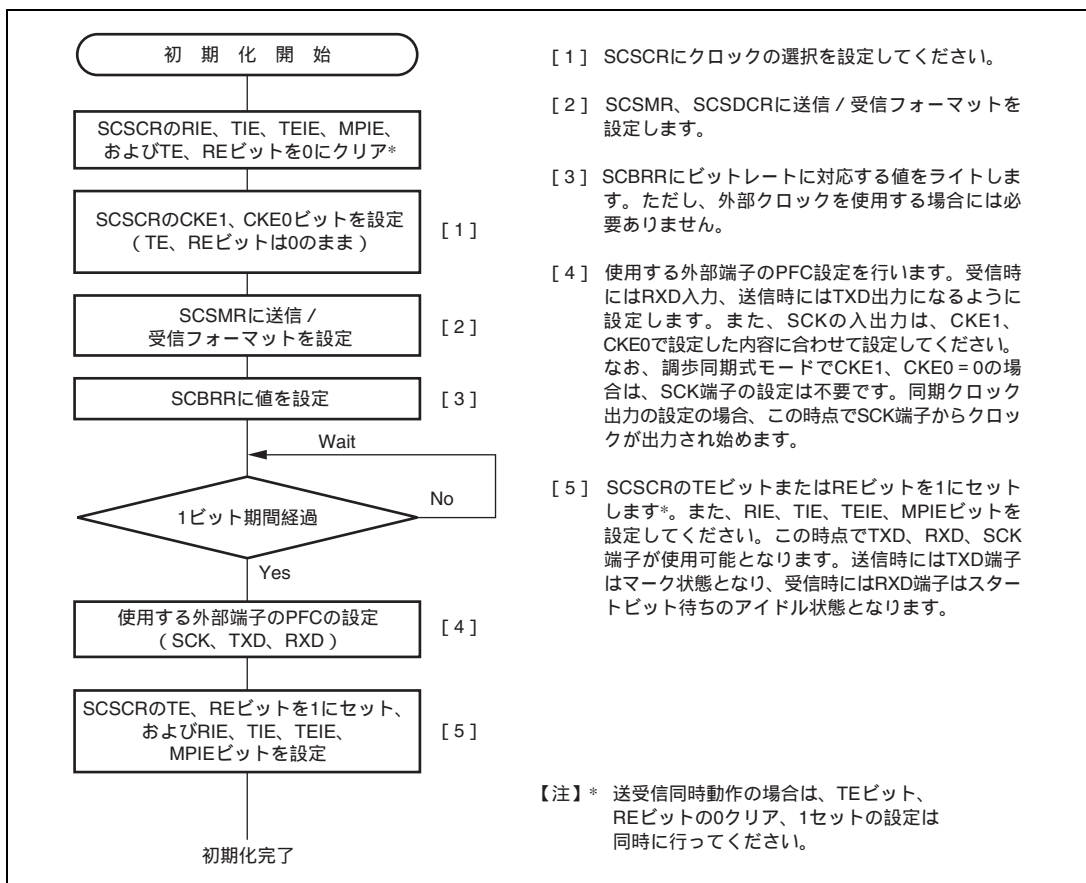 初 期 化 開 始
SCSCRのRIE、TIE、TEIE、MPIE、
およびTE、REビットを0にクリア*
SCSCRのCKE1、CKE0ビットを設定
( TE、REビットは0のまま )
[ 1 ]
SCSMRに送信 /
受信フォーマットを設定
[ 2 ]
SCBRRに値を設定
[ 3 ]
Wait
1ビット期間経過
No
Yes
使用する外部端子のPFCの設定
( SCK、TXD、RXD )
[ 4 ]
SCSCRのTE、REビットを1にセット、
およびRIE、TIE、TEIE、
MPIEビットを設定
[ 5 ]
初期化完了
[ 1 ] SCSCRにクロックの選択を設定してください。
[ 2 ] SCSMR、SCSDCRに送信 / 受信フォーマットを
設定します。
[ 3 ] SCBRRにビットレートに対応する値をライトしま
す。ただし、外部クロックを使用する場合には必
要ありません。
[ 4 ] 使用する外部端子のPFC設定を行います。受信時
にはRXD入力、送信時にはTXD出力になるように
設定します。また、SCKの入出力は、CKE1、
CKE0で設定した内容に合わせて設定してください。
なお、調歩同期式モードでCKE1、CKE0 = 0の場
合は、SCK端子の設定は不要です。同期クロック
出力の設定の場合、この時点でSCK端子からクロッ
クが出力され始めます。
[ 5 ] SCSCRのTEビットまたはREビットを1にセット
します*。また、RIE、TIE、TEIE、MPIEビットを
設定してください。この時点でTXD、RXD、SCK
端子が使用可能となります。送信時にはTXD端子
はマーク状態となり、受信時にはRXD端子はスター
トビット待ちのアイドル状態となります。
【注】* 送受信同時動作の場合は、TEビット、
REビットの0クリア、1セットの設定は
同時に行ってください。